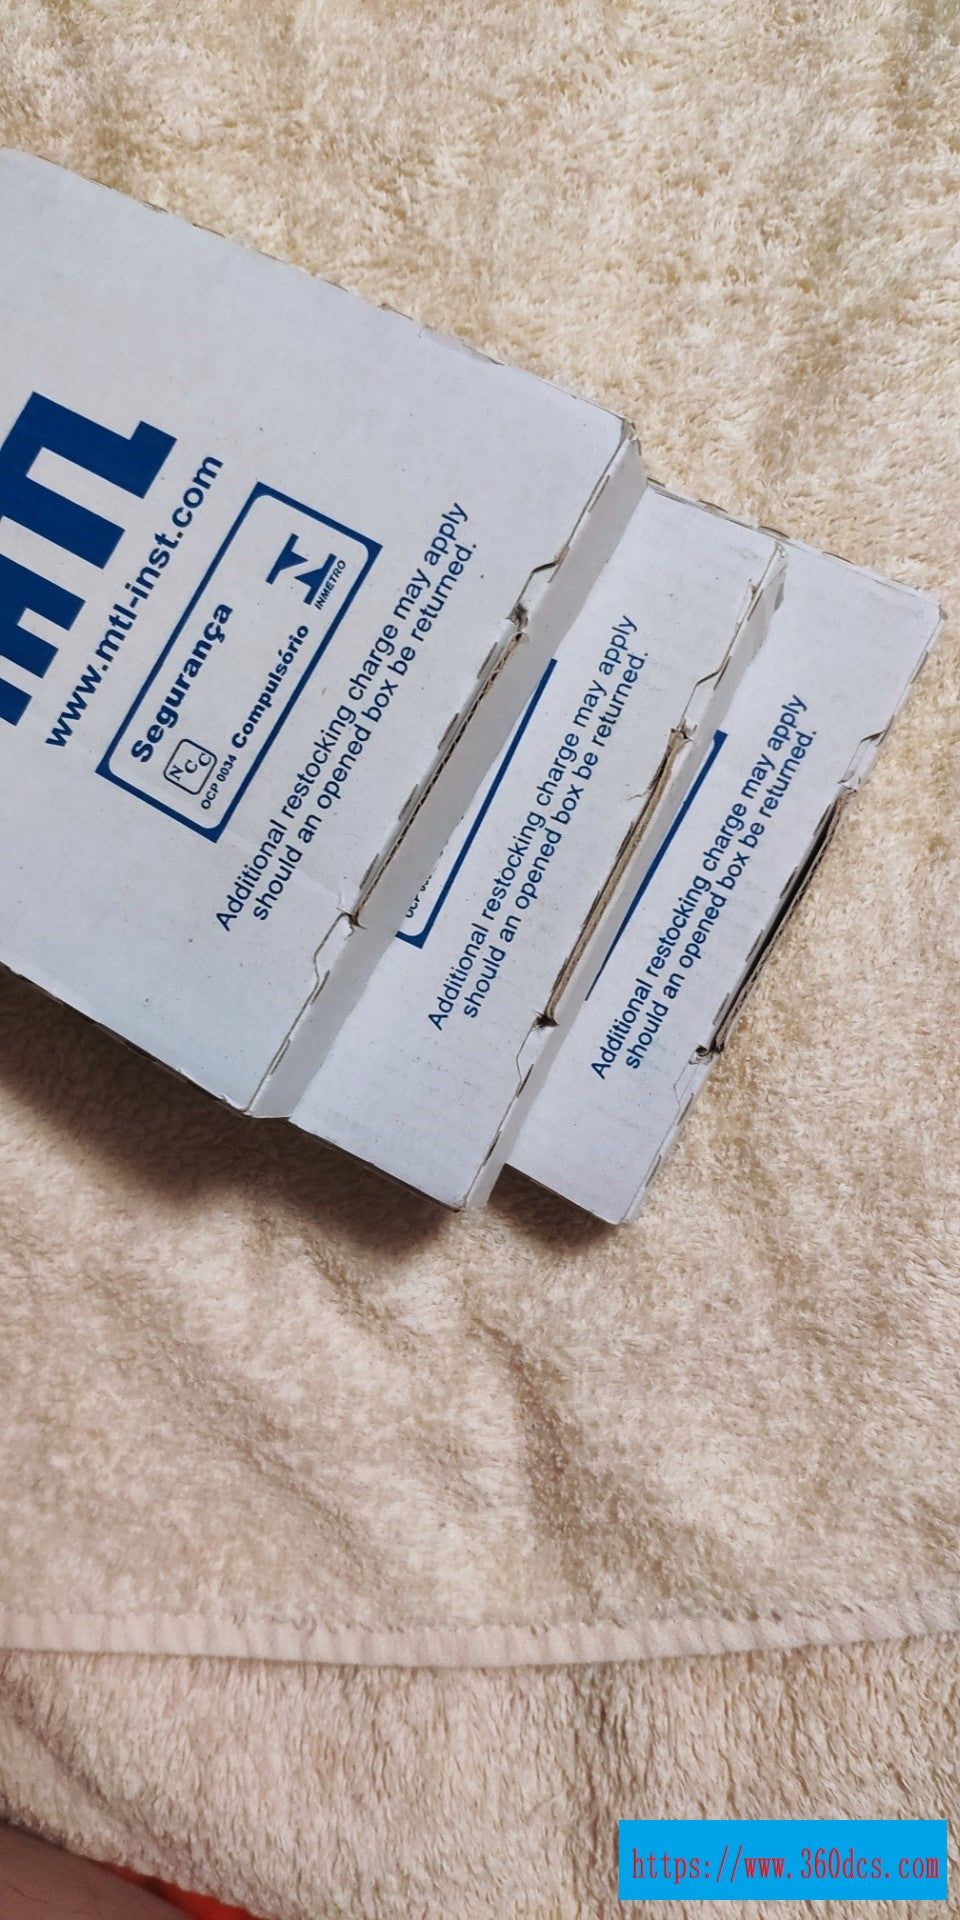 mtl
www.mtl-inst.com
Segurança
NCC
OCP 0034 Compulsório
INMETRO
Additional restocking charge may apply
should an opened box be returned.
OCP
Additional restocking charge may apply
should an opened box be returned.
Additional restocking charge may apply
should an opened box be returned.
https://www.360dcs.com